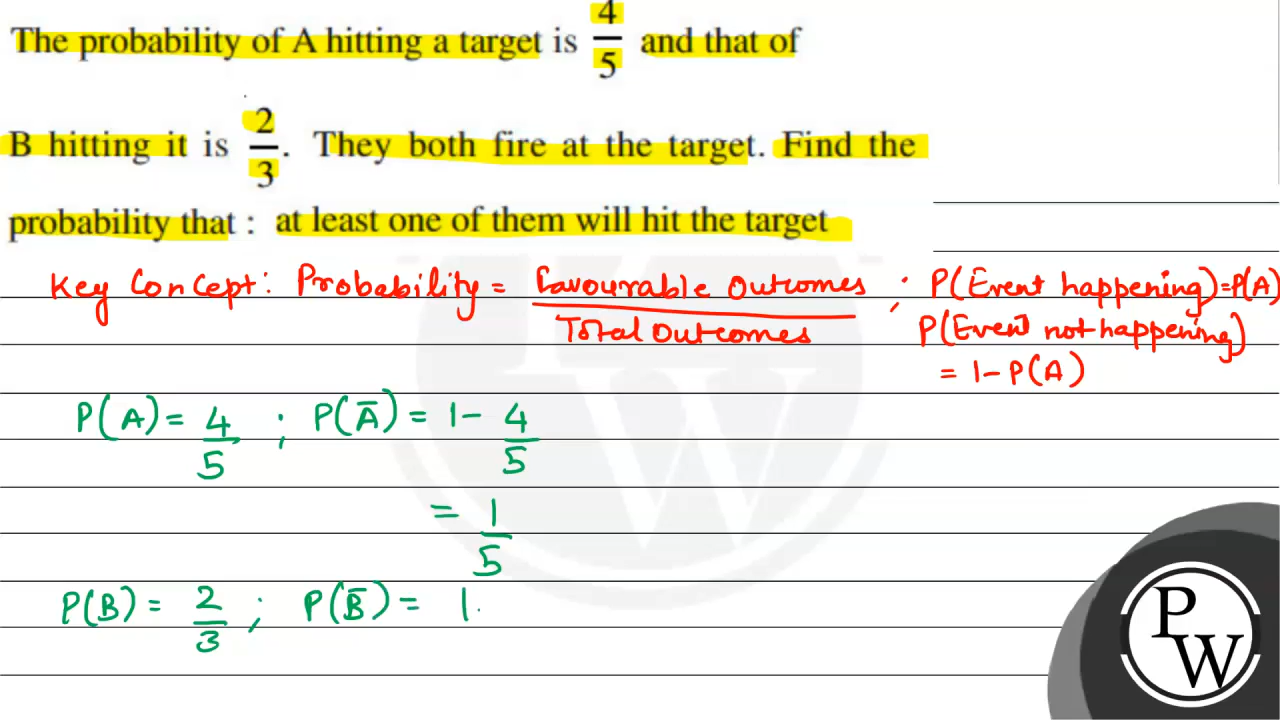 The probability of A hitting a target is 4/5 and that of
B hitting it is 2/3. They both fire at the target. Find the
probability that : at least one of them will hit the target
Key Concept: Probability = Favourable Outcomes / Total Outcomes ; P(Event happening)=P(A)
P(Event not happening)
= 1-P(A)
P(A) = 4/5 ; P(Ā) = 1 - 4/5
= 1/5
P(B) = 2/3 ; P(B̄) = 1
P
W